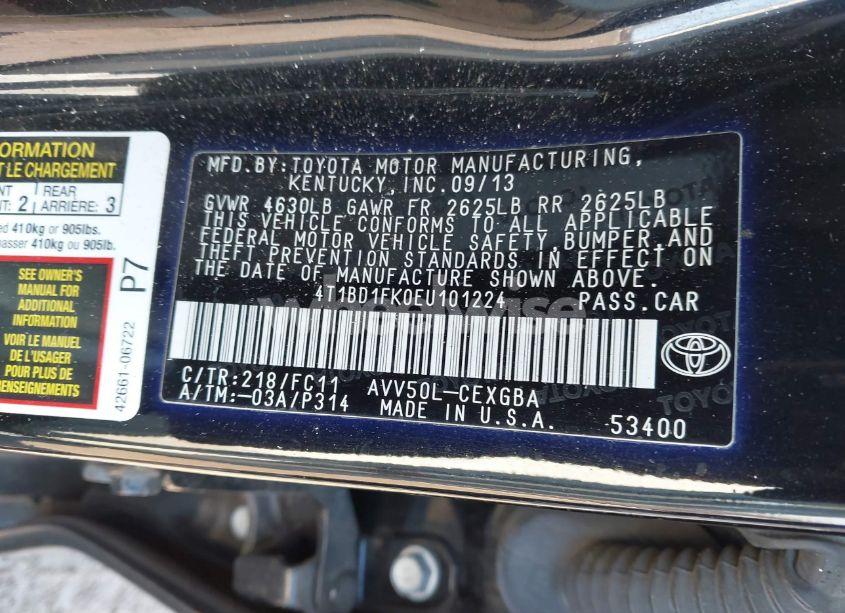 ORMATION
T LE CHARGEMENT
NT
NT: 2
REAR
ARRIÈRE: 3
ed 410kg or 905lbs.
asser 410kg ou 905lb.
SEE OWNER'S
MANUAL FOR
ADDITIONAL
INFORMATION
VOIR LE MANUEL
DE L'USAGER
POUR PLUS DE
RENSEIGNEMENTS
P7
42661-06722
MFD.BY:TOYOTA MOTOR MANUFACTURING,
KENTUCKY,INC.09/13
GVWR 4630LB GAWR FR 2625LB RR 2625LB
THIS VEHICLE CONFORMS TO ALL APPLICABLE
FEDERAL MOTOR VEHICLE SAFETY,BUMPER,AND
THEFT PREVENTION STANDARDS IN EFFECT ON
THE DATE OF MANUFACTURE SHOWN ABOVE.
4T1BD1FK0EU101224 PASS.CAR
C/TR:218/FC11 AVV50L-CEXGBA
A/TM:-03A/P314 MADE IN U.S.A. 53400
TOYOTA